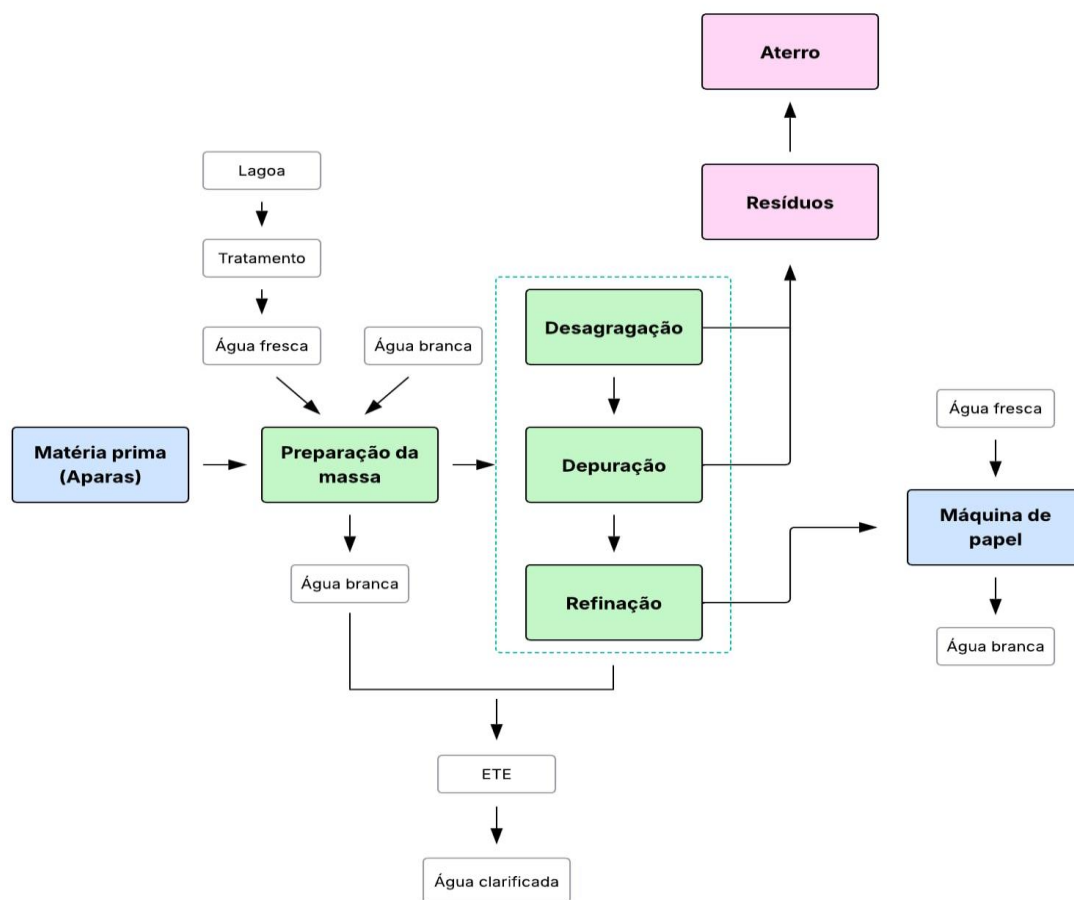 Aterro
Lagoa
Resíduos
Tratamento
Água fresca
Água branca
Desagragação
Água fresca
Matéria prima
(Aparas)
Preparação da
massa
Depuração
Máquina de
papel
Água branca
Refinação
Água branca
ETE
Água clarificada